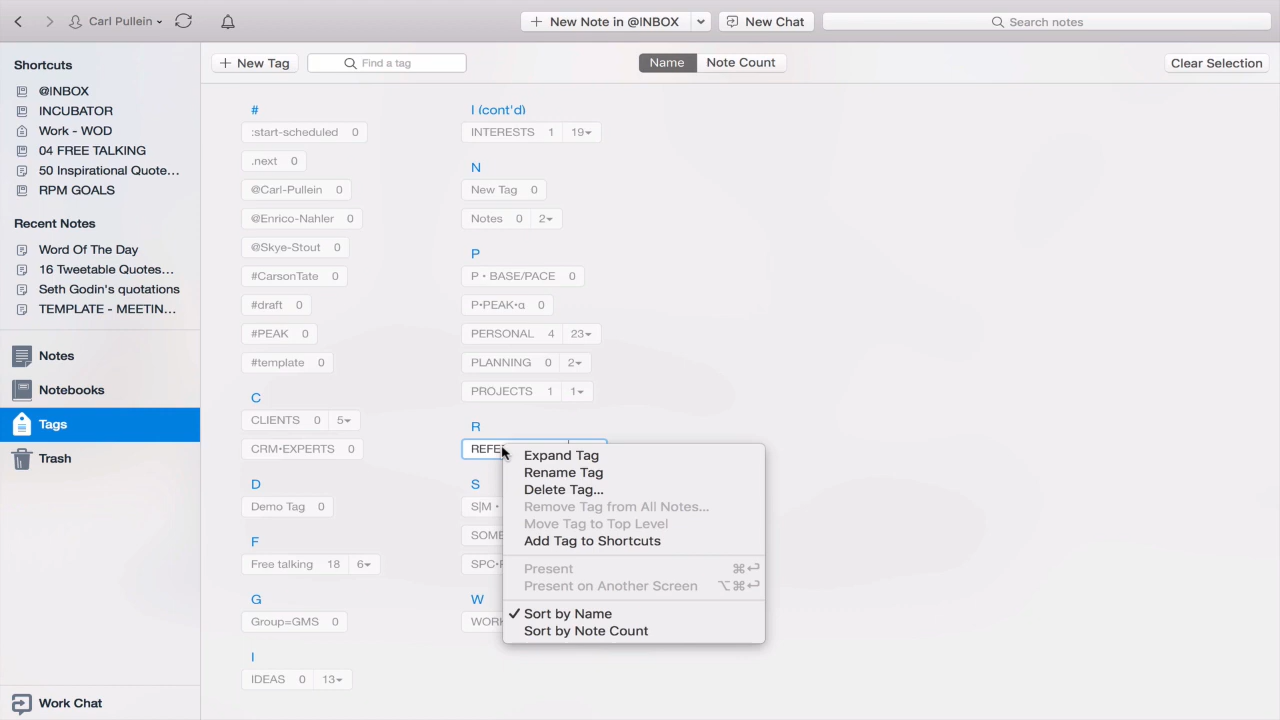 Carl Pullein
New Note in @INBOX
New Chat
Search notes
Shortcuts
@INBOX
INCUBATOR
Work - WOD
04 FREE TALKING
50 Inspirational Quote...
RPM GOALS
Recent Notes
Word Of The Day
16 Tweetable Quotes...
Seth Godin's quotations
TEMPLATE - MEETIN...
Notes
Notebooks
Tags
Trash
Work Chat
New Tag
Find a tag
Name
Note Count
Clear Selection
#
:start-scheduled 0
.next 0
@Carl-Pullein 0
@Enrico-Nahler 0
@Skye-Stout 0
#CarsonTate 0
#draft 0
#PEAK 0
#template 0
C
CLIENTS 0 5
CRM•EXPERTS 0
D
Demo Tag 0
F
Free talking 18 6
G
Group=GMS 0
I
IDEAS 0 13
I (cont'd)
INTERESTS 1 19
N
New Tag 0
Notes 0 2
P
P • BASE/PACE 0
P•PEAK•α 0
PERSONAL 4 23
PLANNING 0 2
PROJECTS 1 1
R
S
S|M •
W
Expand Tag
Rename Tag
Delete Tag...
Remove Tag from All Notes...
Move Tag to Top Level
Add Tag to Shortcuts
Present ⌘↩
Present on Another Screen ⌥⌘↩
✓ Sort by Name
Sort by Note Count